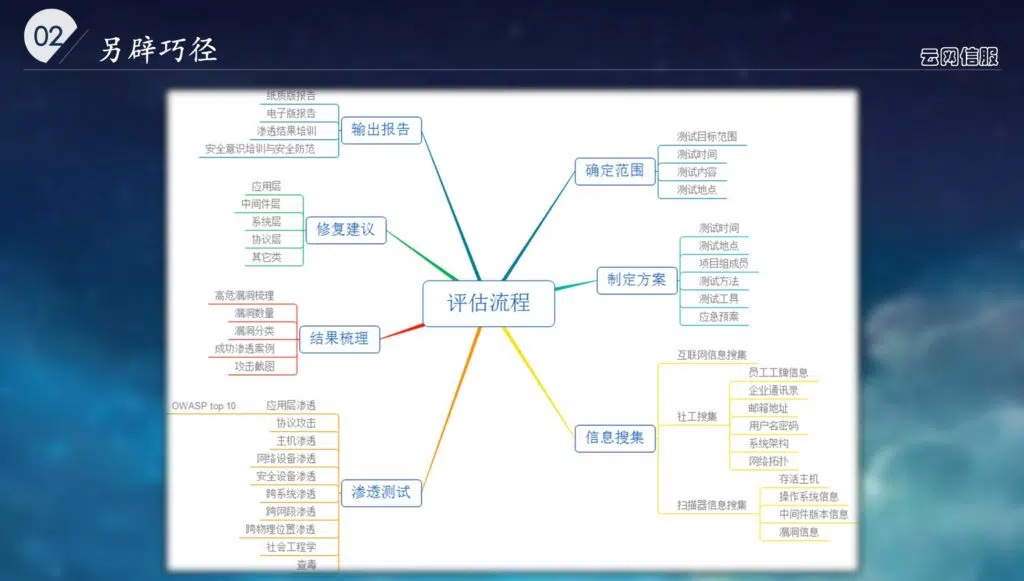 02
另辟巧径
云网信服
评估流程
确定范围
测试目标范围
测试时间
测试内容
测试地点
制定方案
测试时间
测试地点
项目组成员
测试方法
测试工具
应急预案
信息搜集
互联网信息搜集
社工搜集
员工工牌信息
企业通讯录
邮箱地址
用户名密码
系统架构
网络拓扑
扫描器信息搜集
存活主机
操作系统信息
中间件版本信息
漏洞信息
渗透测试
应用层渗透
OWASP top 10
协议攻击
主机渗透
网络设备渗透
安全设备渗透
跨系统渗透
跨网段渗透
跨物理位置渗透
社会工程学
查毒
结果梳理
高危漏洞梳理
漏洞数量
漏洞分类
成功渗透案例
攻击截图
修复建议
应用层
中间件层
系统层
协议层
其它类
输出报告
纸质版报告
电子版报告
渗透结果培训
安全意识培训与安全防范